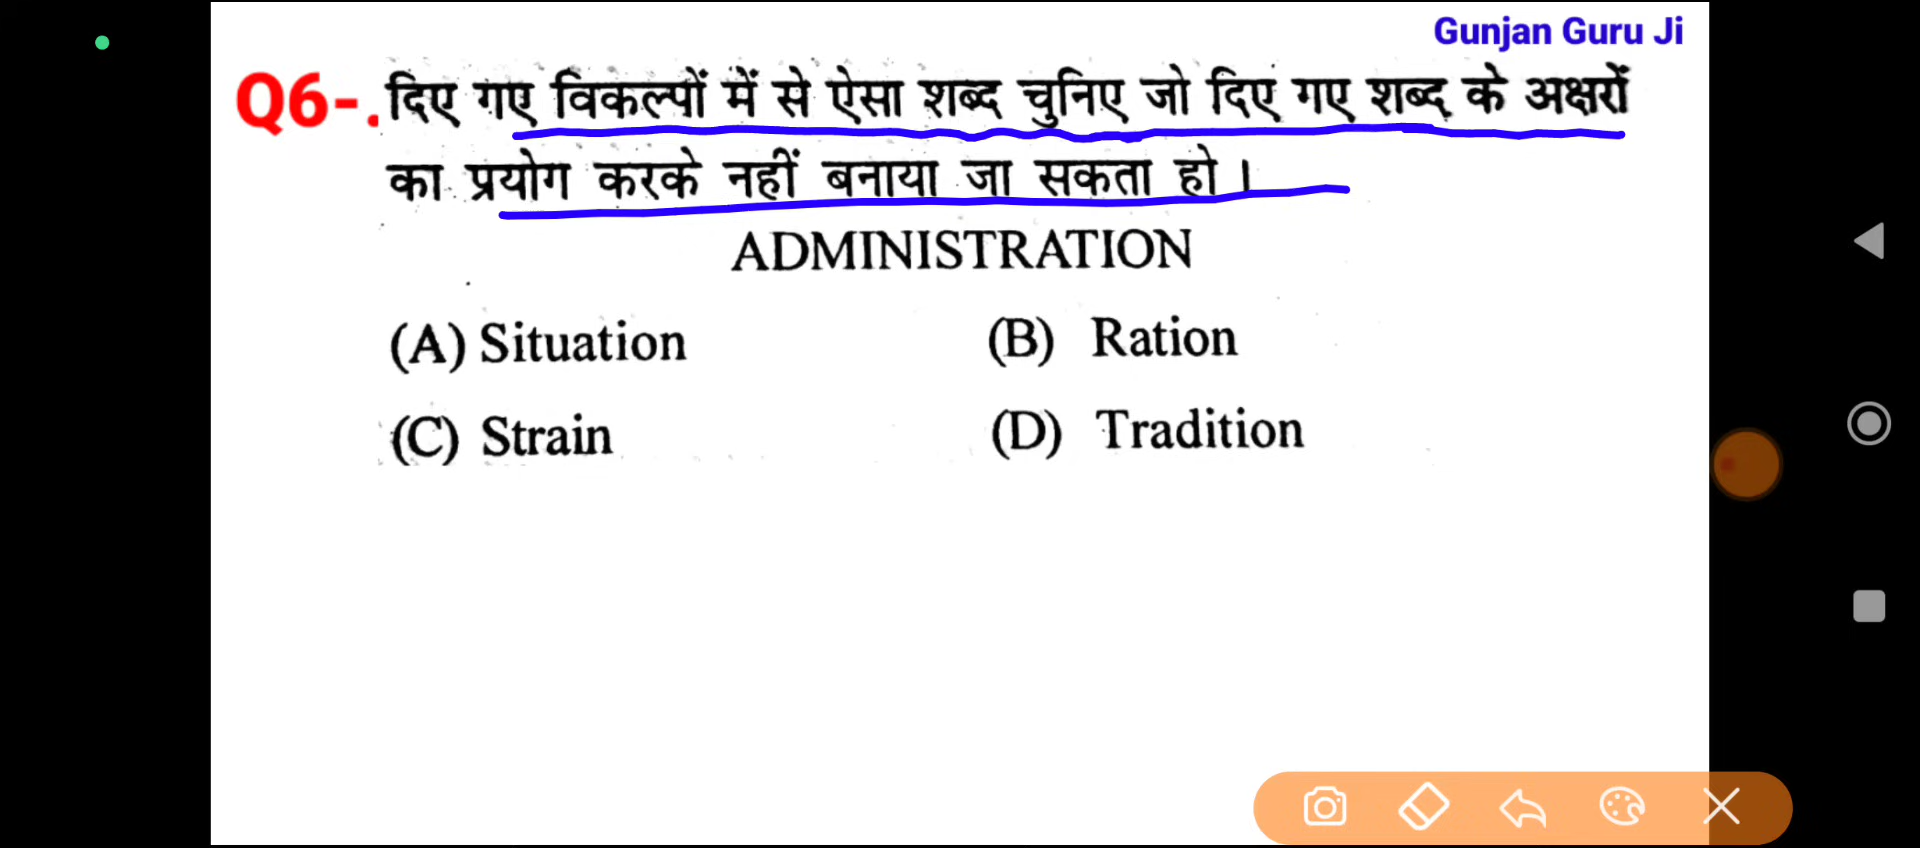 Gunjan Guru Ji
Q6-. दिए गए विकल्पों में से ऐसा शब्द चुनिए जो दिए गए शब्द के अक्षरों
का प्रयोग करके नहीं बनाया जा सकता हो।
ADMINISTRATION
(A) Situation (B) Ration
(C) Strain (D) Tradition